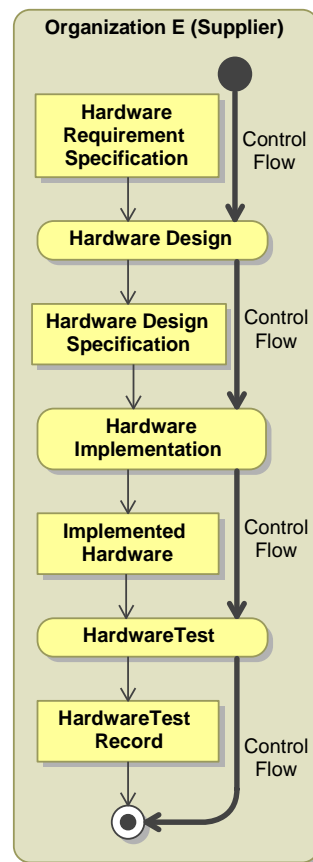 Organization E (Supplier)
Hardware
Requirement
Specification
Control
Flow
Hardware Design
Hardware Design
Specification
Control
Flow
Hardware
Implementation
Implemented
Hardware
Control
Flow
HardwareTest
HardwareTest
Record
Control
Flow